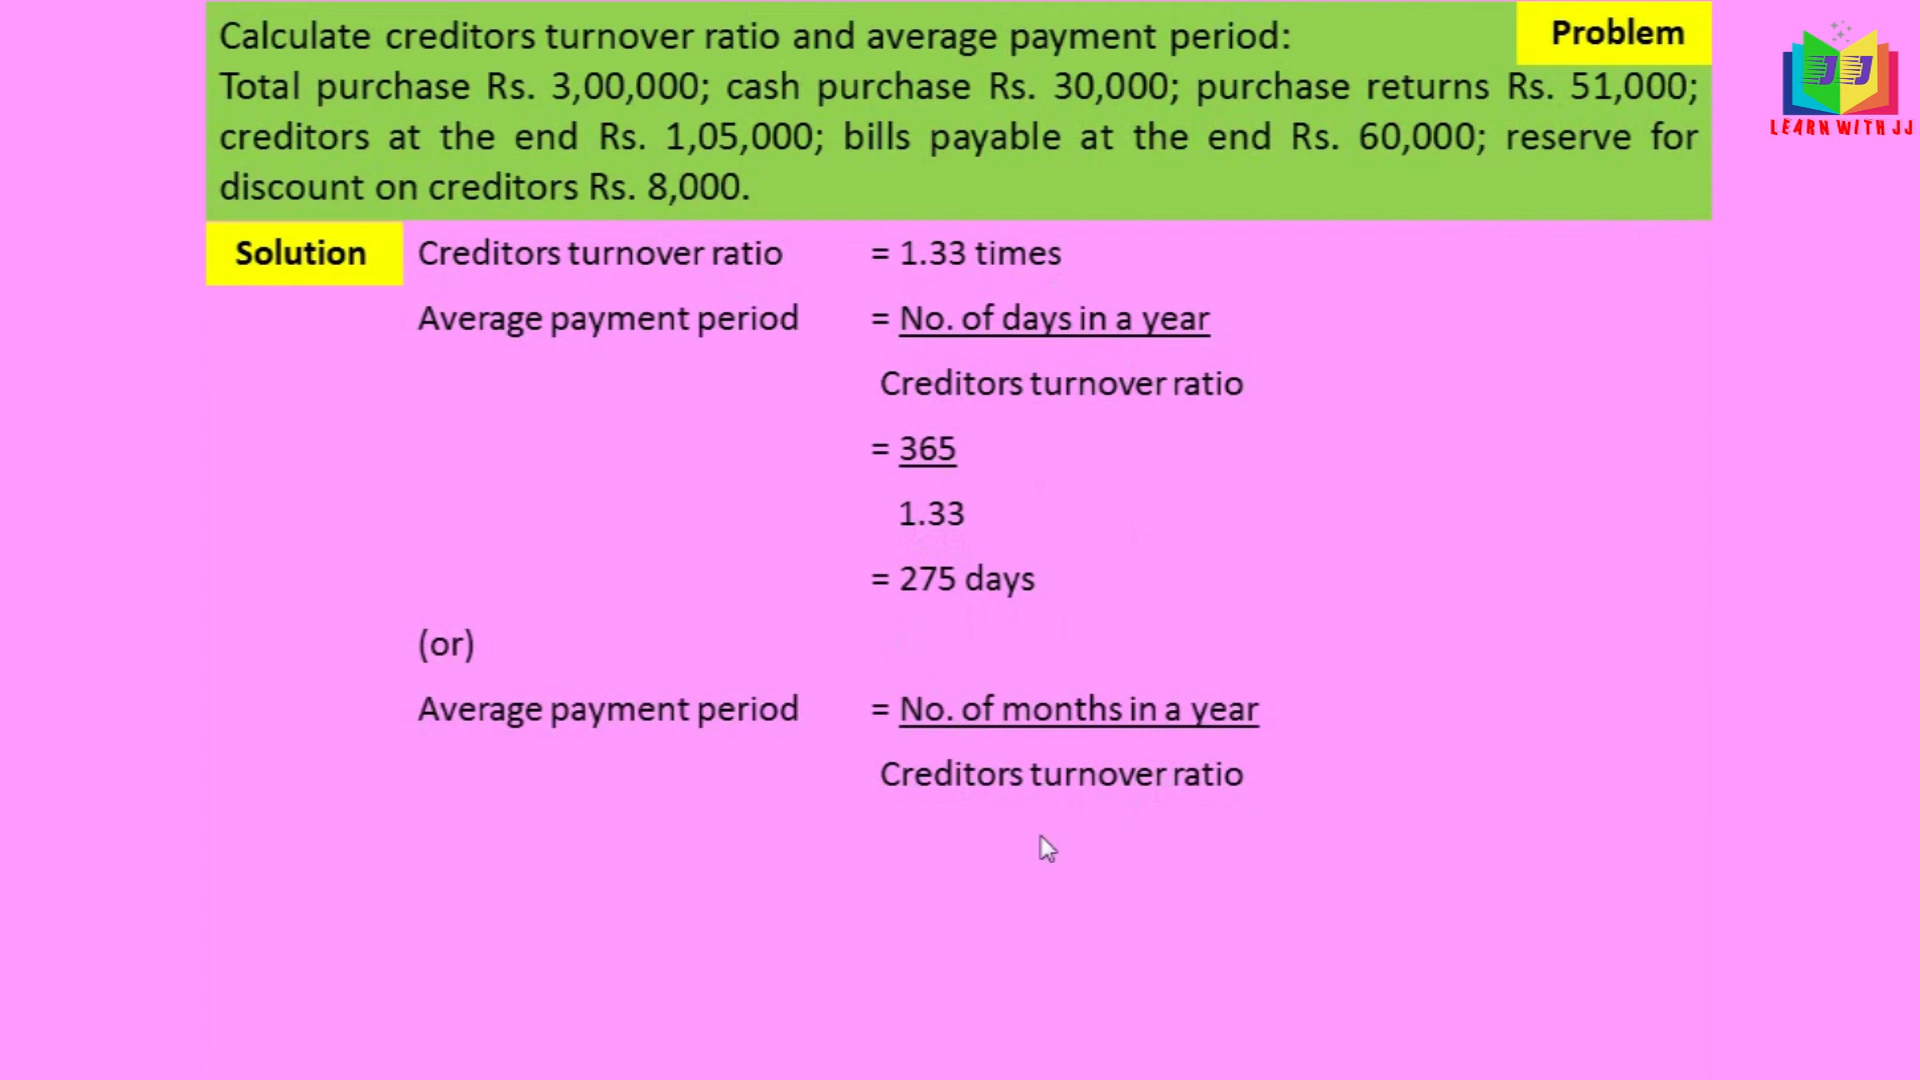 Calculate creditors turnover ratio and average payment period:
Problem
Total purchase Rs. 3,00,000; cash purchase Rs. 30,000; purchase returns Rs. 51,000;
creditors at the end Rs. 1,05,000; bills payable at the end Rs. 60,000; reserve for
discount on creditors Rs. 8,000.
JJ
LEARN WITH JJ
Solution
Creditors turnover ratio = 1.33 times
Average payment period = No. of days in a year
Creditors turnover ratio
= 365
1.33
= 275 days
(or)
Average payment period = No. of months in a year
Creditors turnover ratio